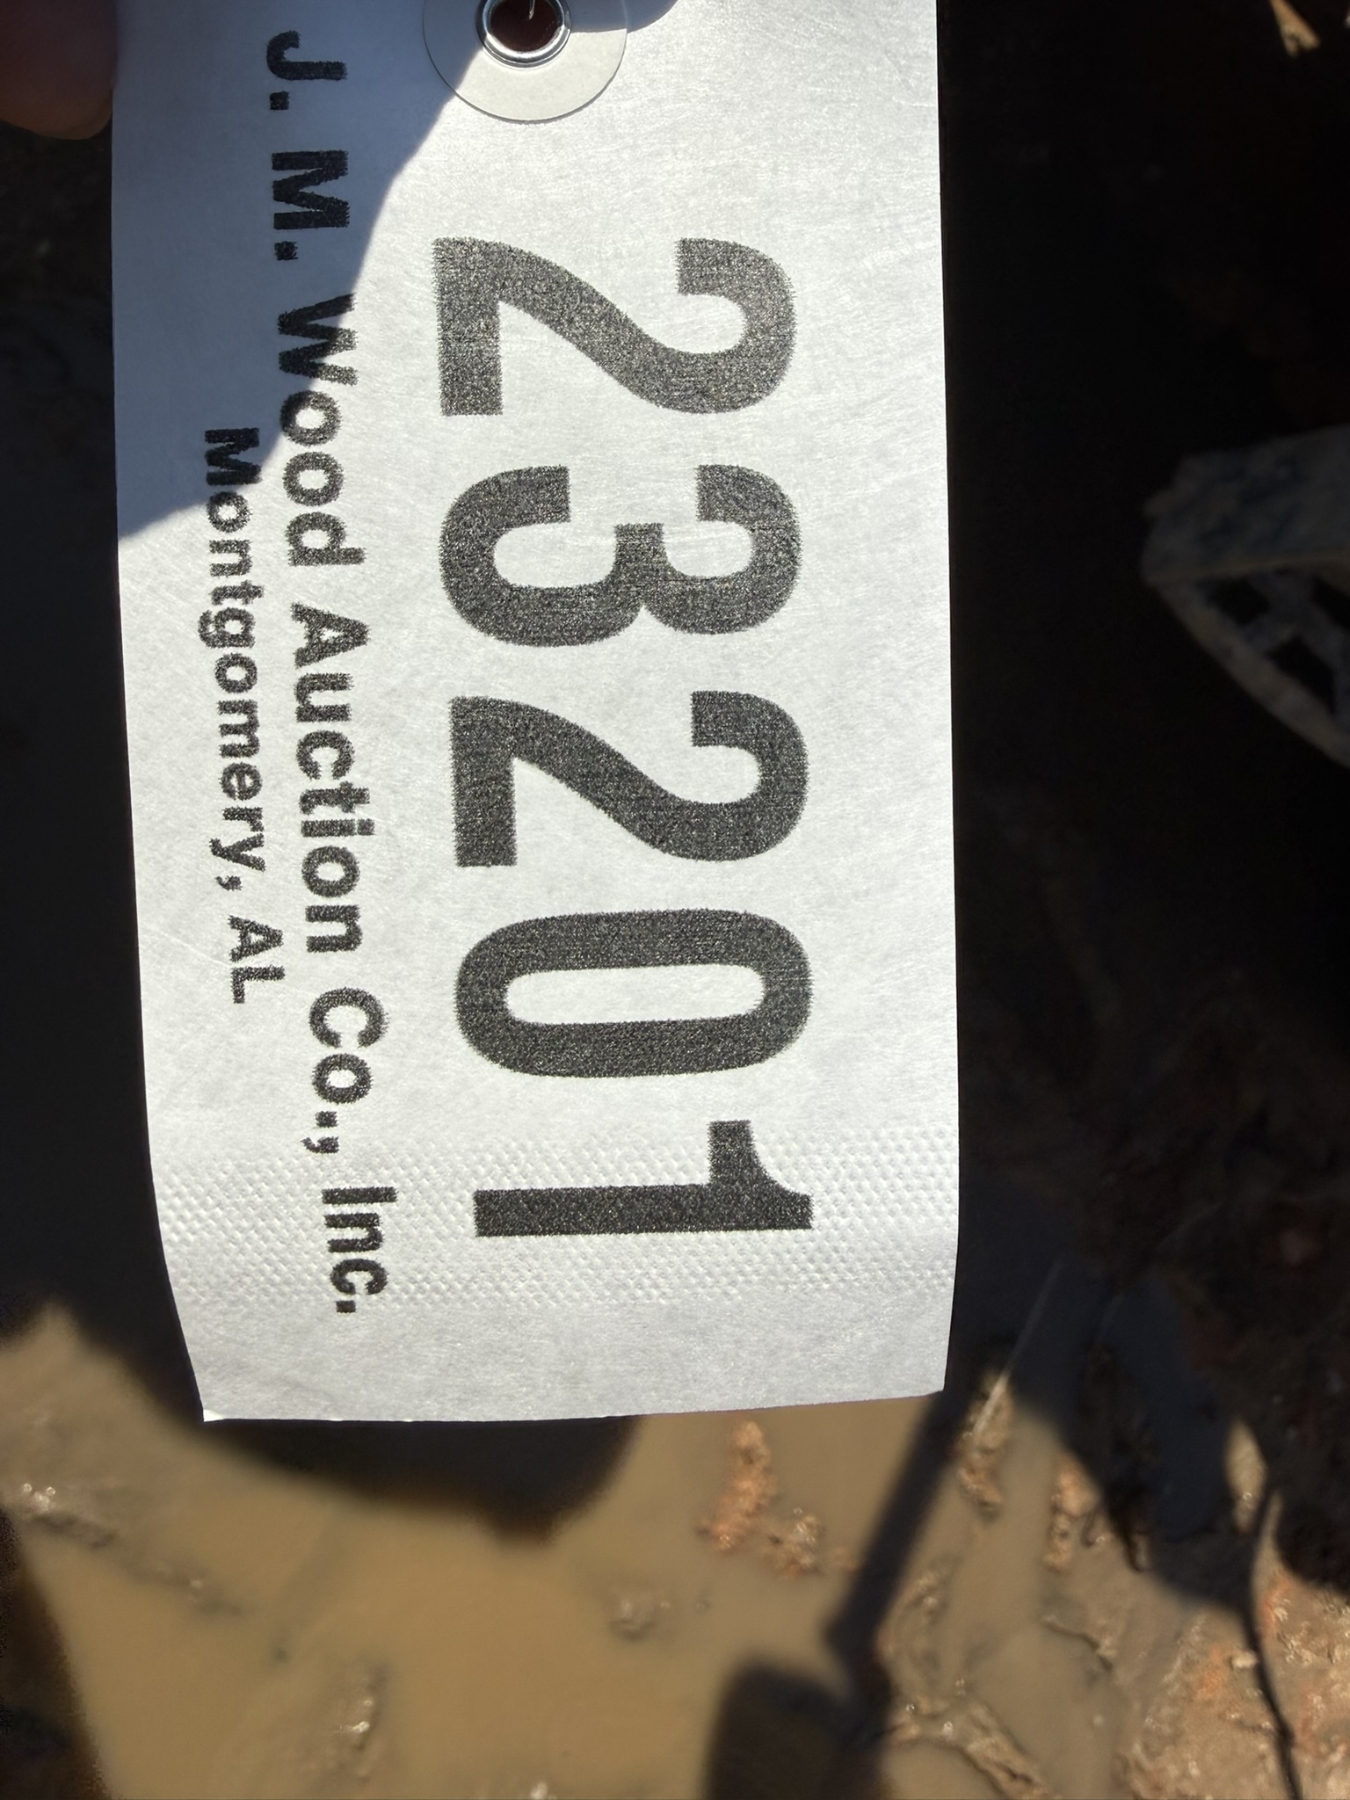 23201
J. M. Wood Auction Co., Inc.
Montgomery, AL